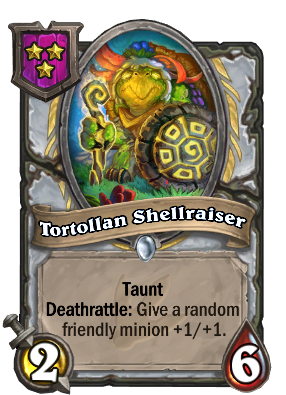 Tortollan Shellraiser
Taunt
Deathrattle: Give a random
friendly minion +1/+1.
2
6